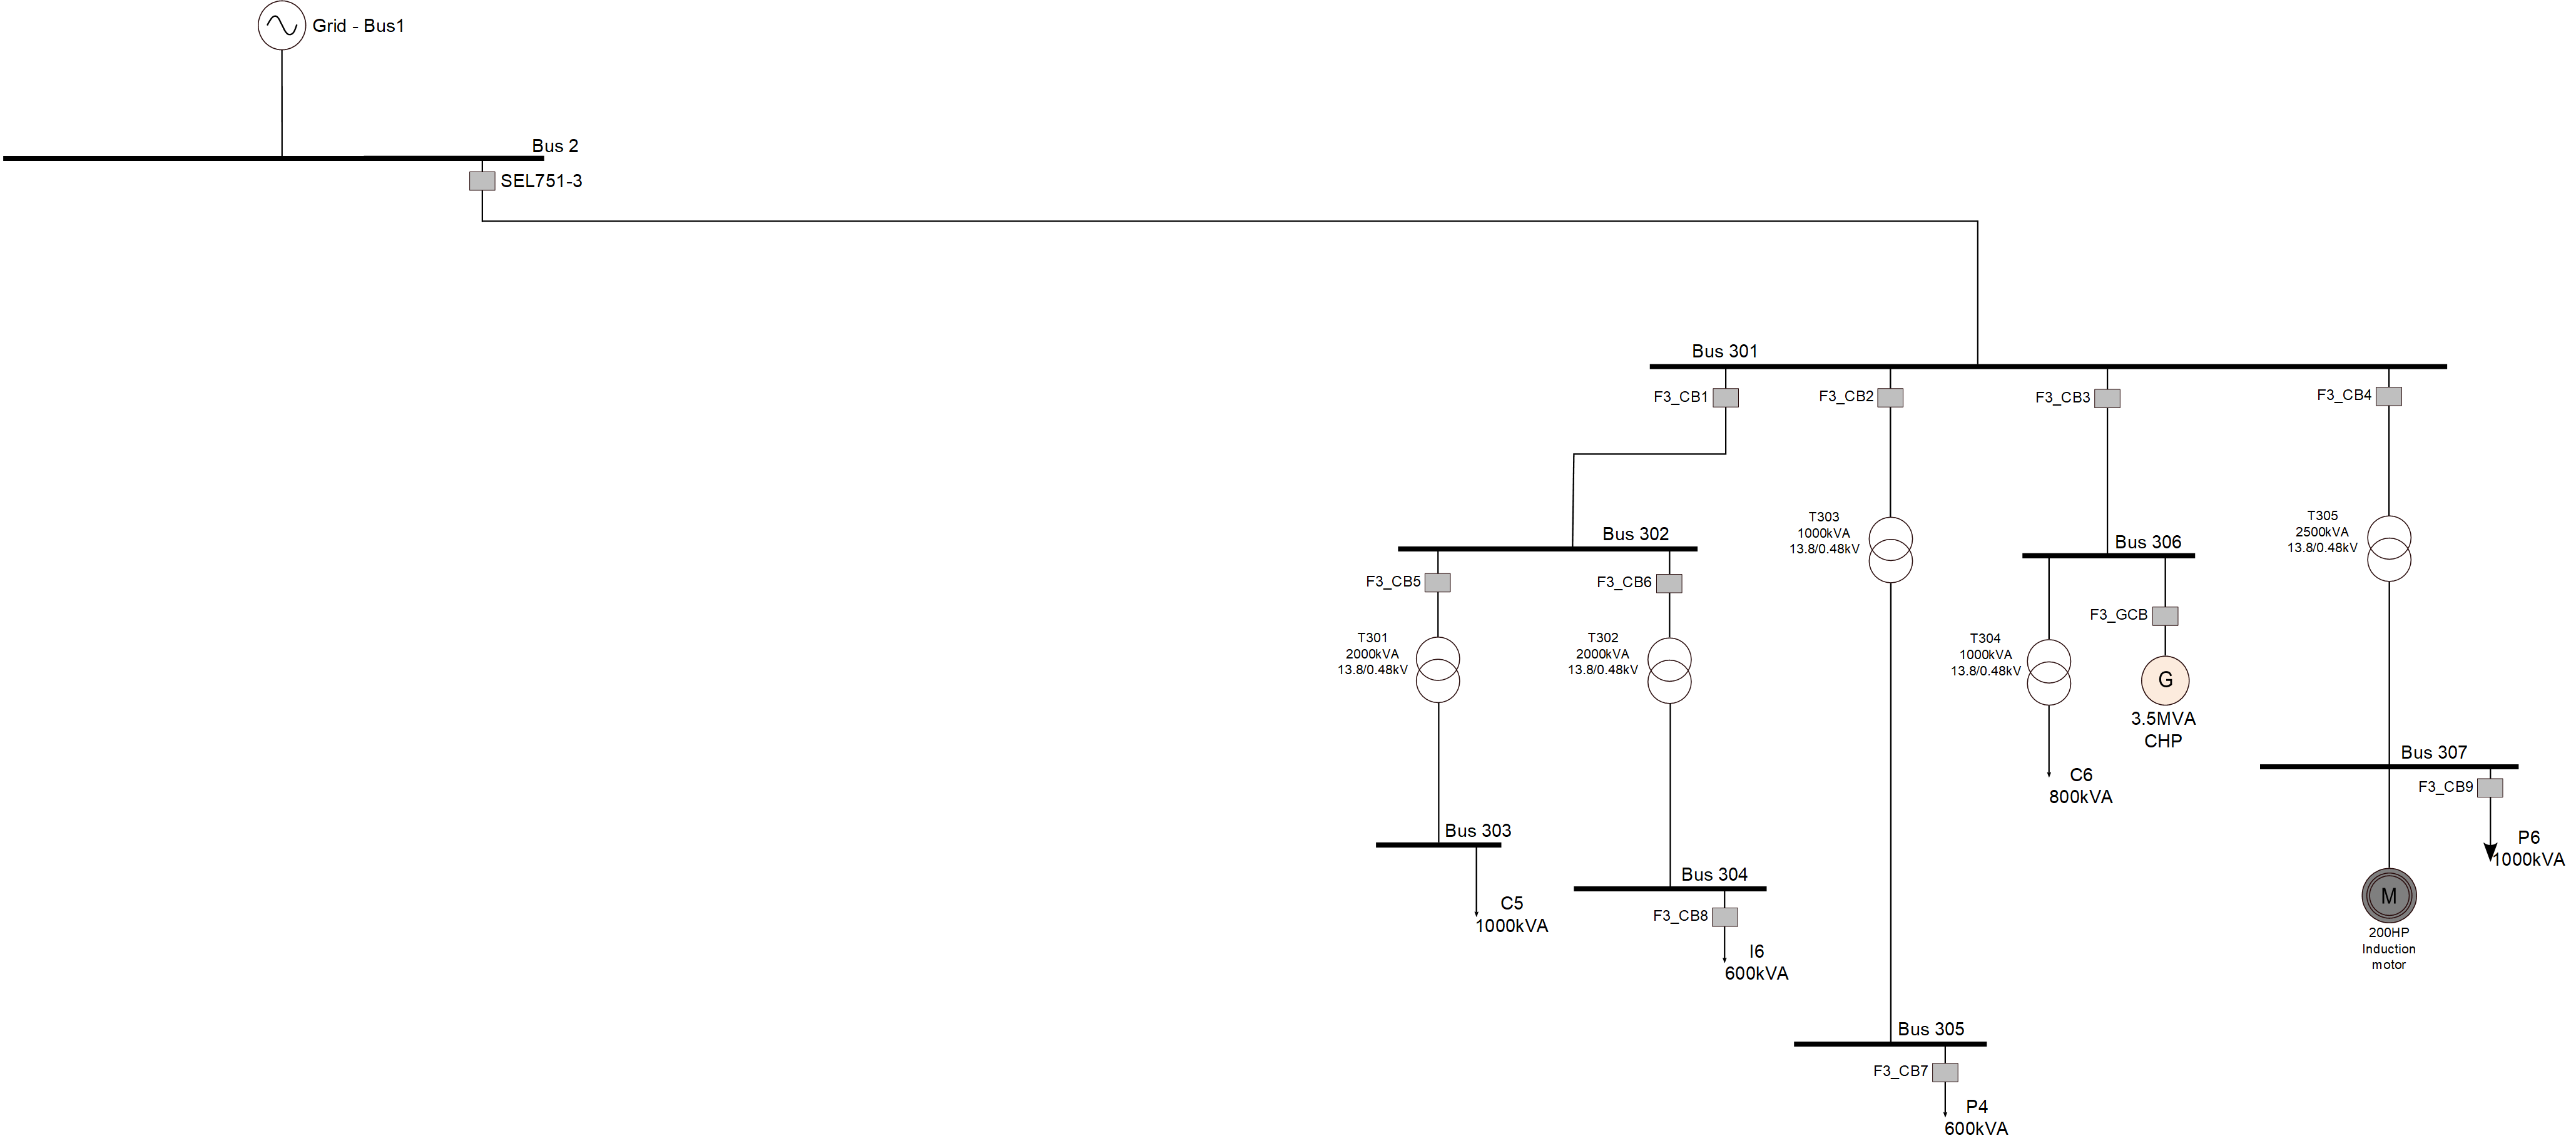 Grid - Bus1
Bus 2
SEL751-3
Bus 301
F3_CB1
F3_CB2
F3_CB3
F3_CB4
T303
1000kVA
13.8/0.48kV
T305
2500kVA
13.8/0.48kV
Bus 302
Bus 306
F3_CB5
F3_CB6
F3_GCB
T301
2000kVA
13.8/0.48kV
T302
2000kVA
13.8/0.48kV
T304
1000kVA
13.8/0.48kV
G
3.5MVA
CHP
Bus 307
C6
800kVA
F3_CB9
Bus 303
P6
1000kVA
Bus 304
M
C5
1000kVA
F3_CB8
200HP
Induction
motor
I6
600kVA
Bus 305
F3_CB7
P4
600kVA